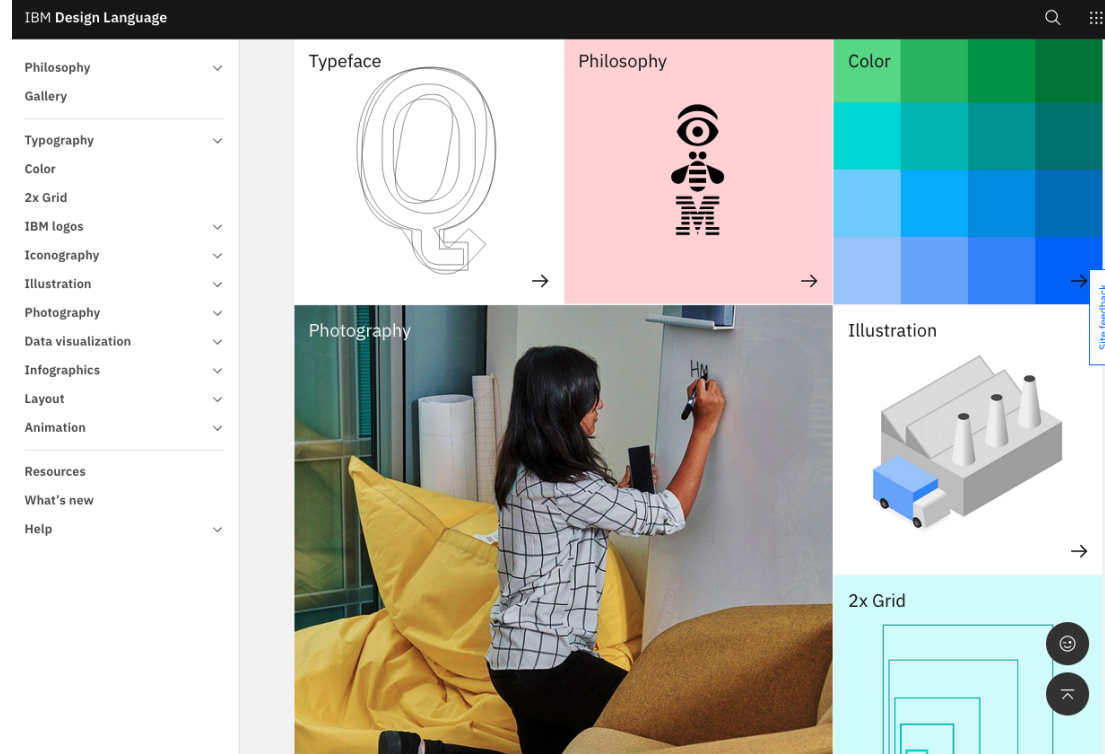 IBM Design Language
Philosophy
Gallery
Typography
Color
2x Grid
IBM logos
Iconography
Illustration
Photography
Data visualization
Infographics
Layout
Animation
Resources
What's new
Help
Typeface
Q
Philosophy
M
Color
Photography
HM
Illustration
2x Grid
Site feedback